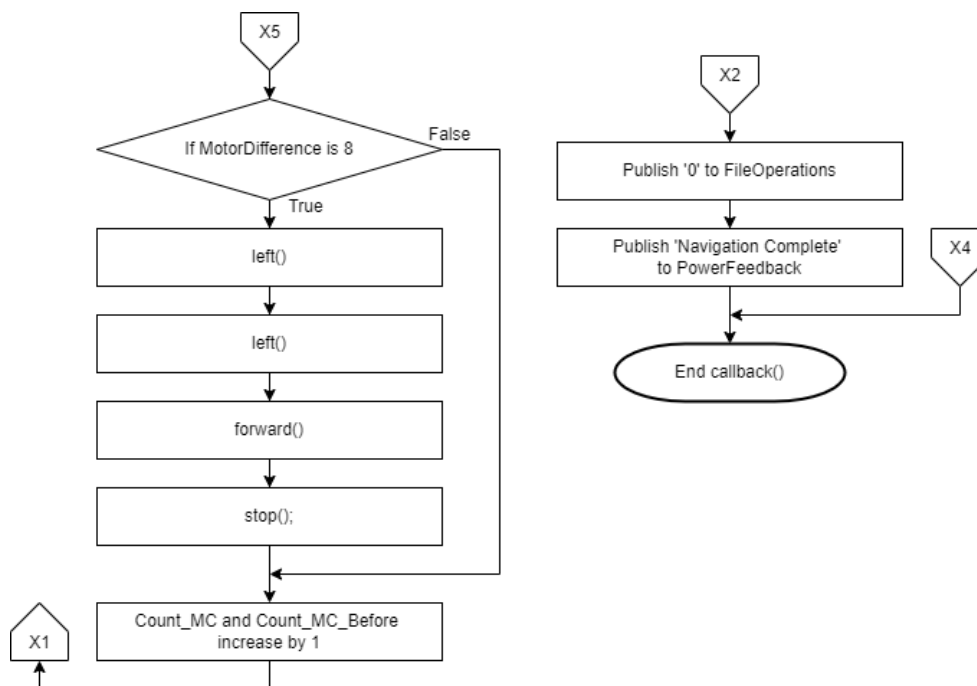 X5
If MotorDifference is 8
False
True
left()
left()
forward()
stop();
Count_MC and Count_MC_Before
increase by 1
X1
X2
Publish '0' to FileOperations
Publish 'Navigation Complete'
to PowerFeedback
X4
End callback()